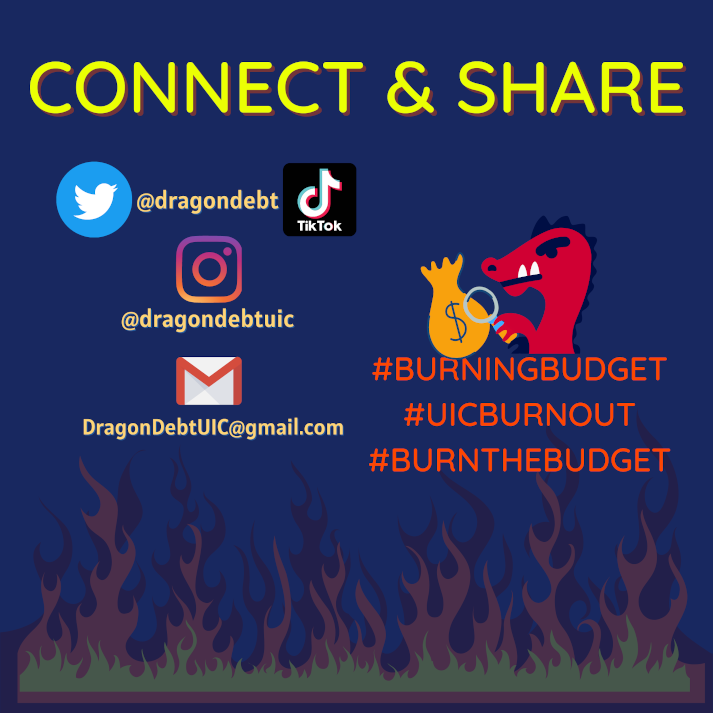 CONNECT & SHARE
@dragondebt
TikTok
@dragondebtuic
DragonDebtUIC@gmail.com
$
#BURNINGBUDGET
#UICBURNOUT
#BURNTHEBUDGET